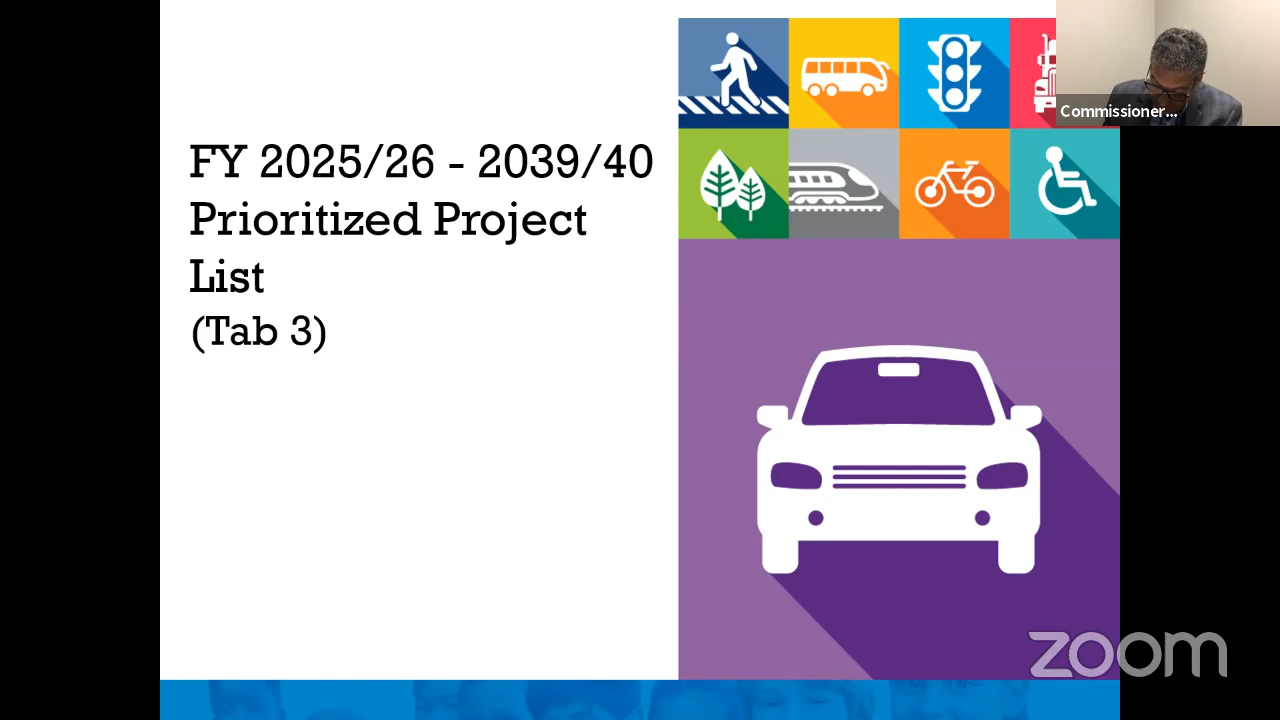 FY 2025/26 - 2039/40
Prioritized Project
List
(Tab 3)
Commissioner...
zoom